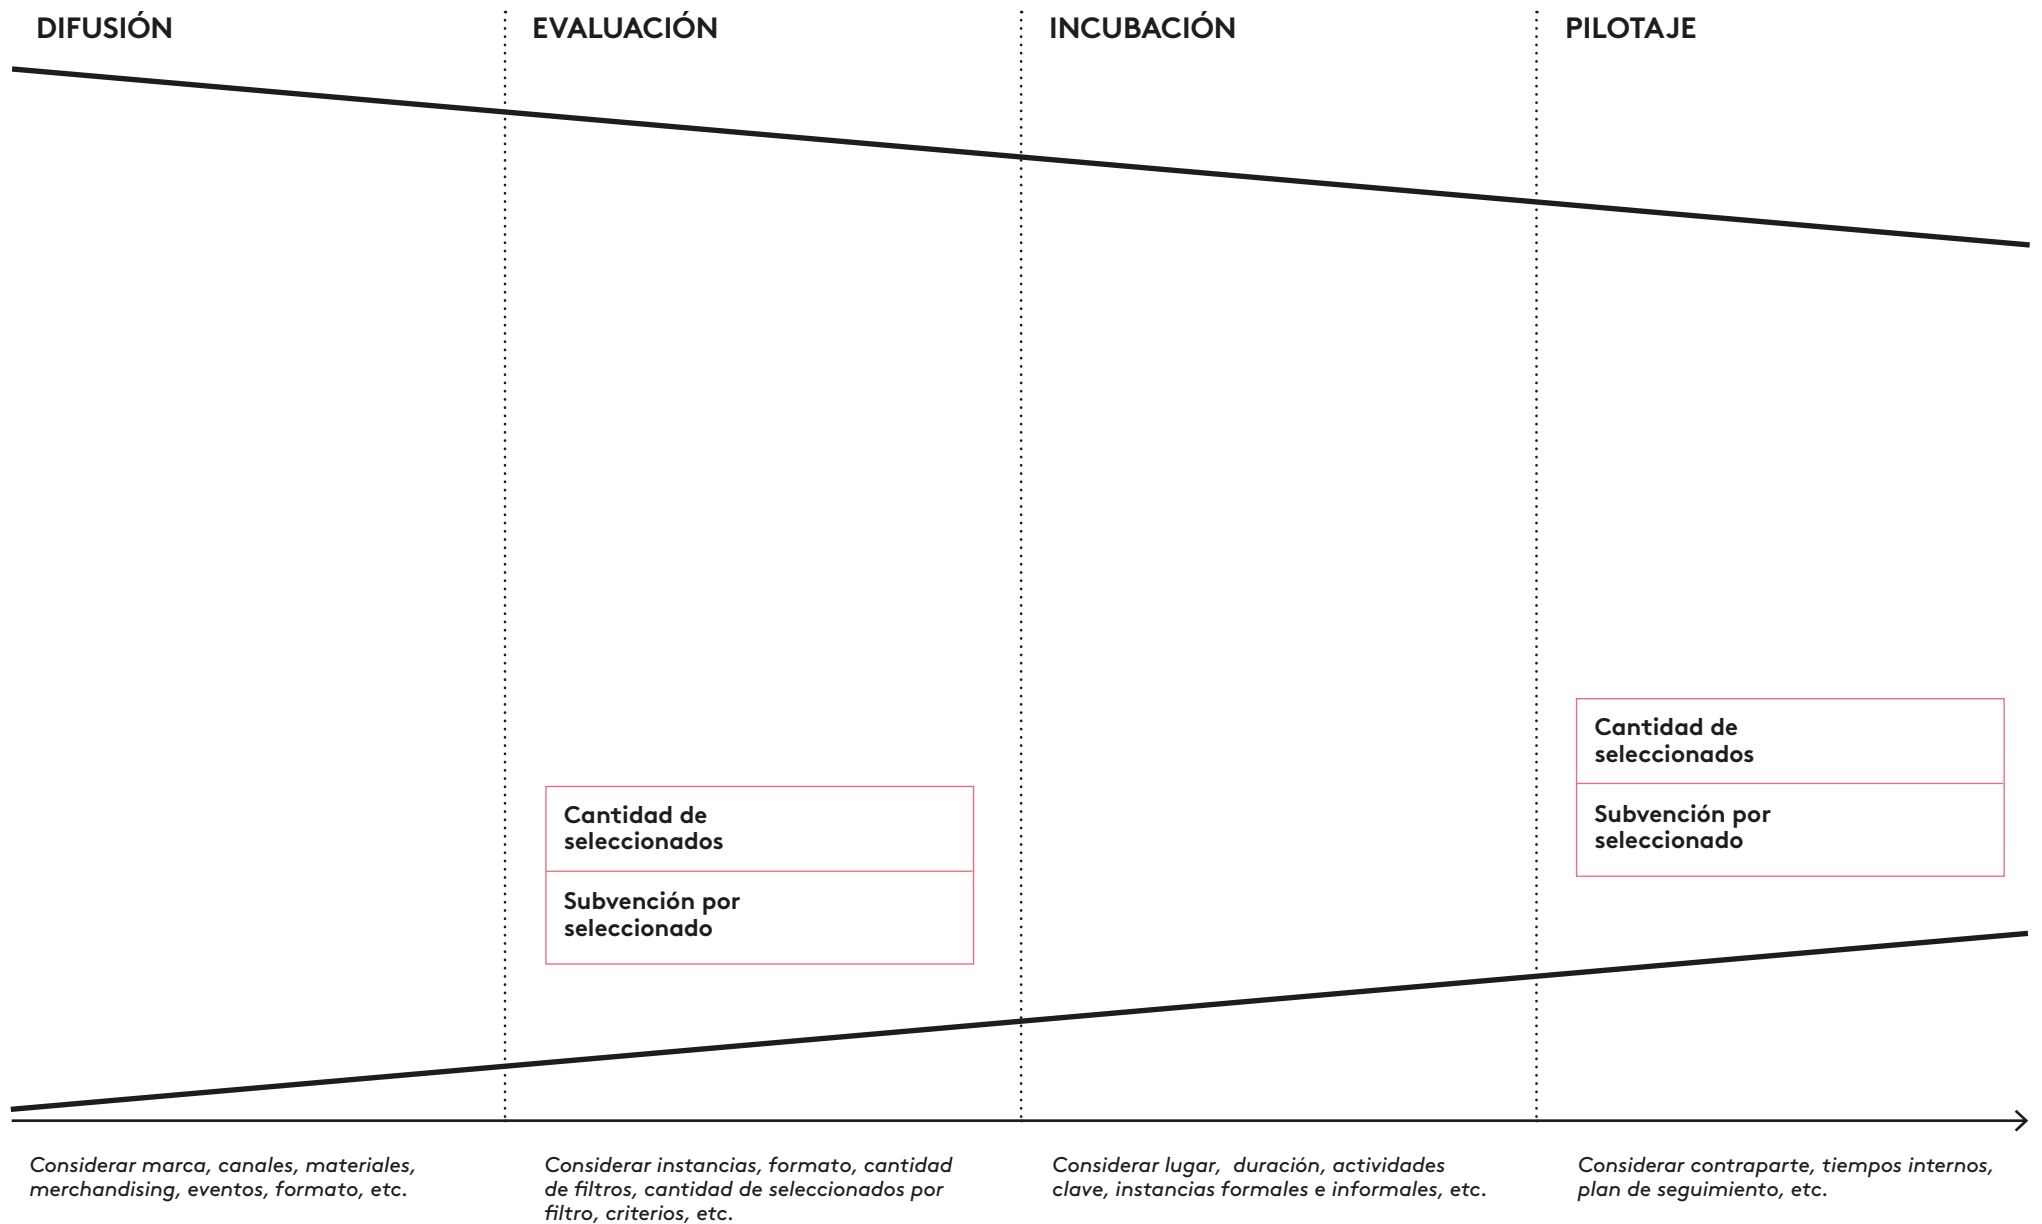 DIFUSIÓN
EVALUACIÓN
INCUBACIÓN
PILOTAJE
Cantidad de
seleccionados
Subvención por
seleccionado
Cantidad de
seleccionados
Subvención por
seleccionado
Considerar marca, canales, materiales,
merchandising, eventos, formato, etc.
Considerar instancias, formato, cantidad
de filtros, cantidad de seleccionados por
filtro, criterios, etc.
Considerar lugar, duración, actividades
clave, instancias formales e informales, etc.
Considerar contraparte, tiempos internos,
plan de seguimiento, etc.